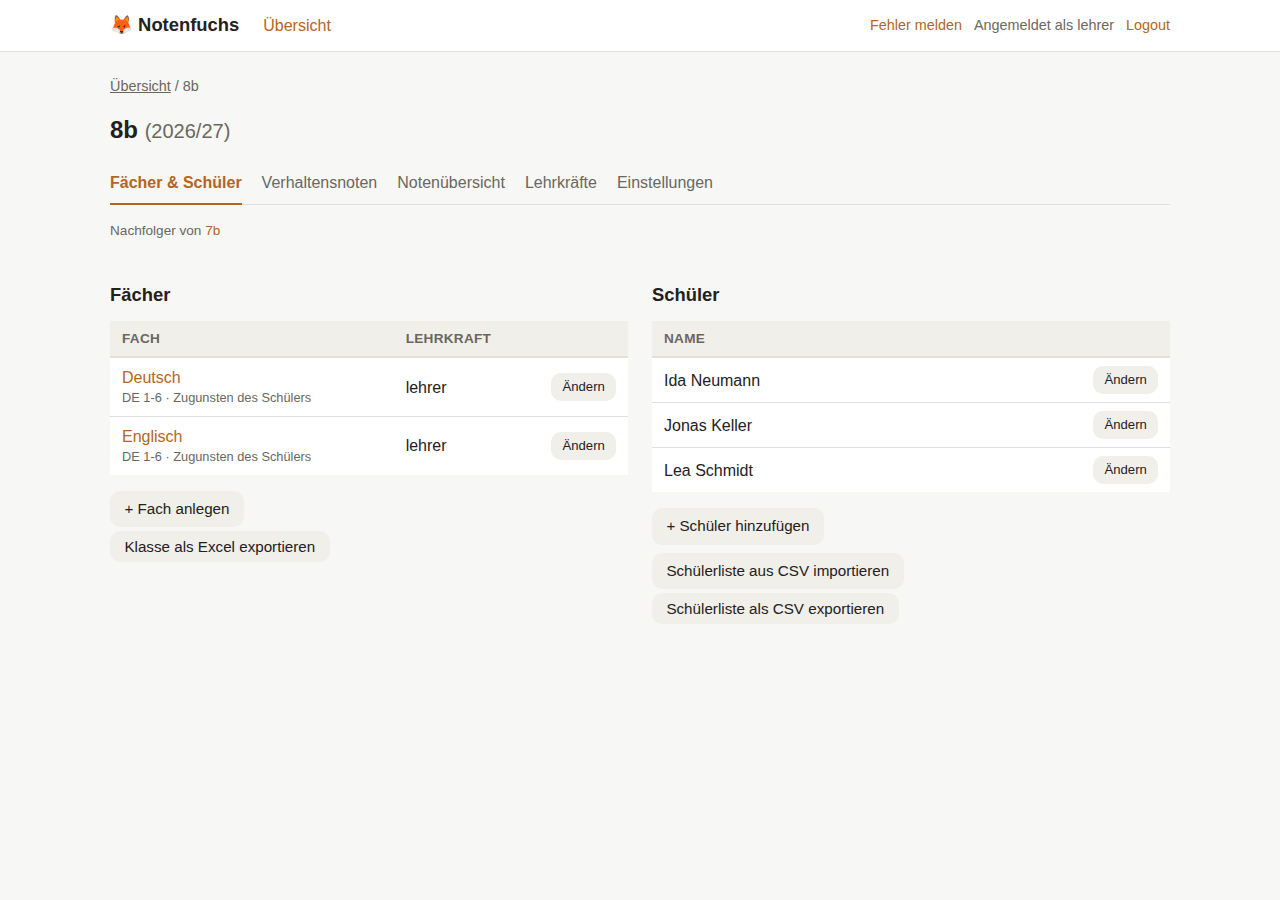 🦊 Notenfuchs Übersicht Fehler melden Angemeldet als lehrer Logout
Übersicht / 8b
8b (2026/27)
Fächer & Schüler Verhaltensnoten Notenübersicht Lehrkräfte Einstellungen
Nachfolger von 7b
Fächer
FACH LEHRKRAFT
Deutsch
DE 1-6 · Zugunsten des Schülers
lehrer Ändern
Englisch
DE 1-6 · Zugunsten des Schülers
lehrer Ändern
+ Fach anlegen
Klasse als Excel exportieren
Schüler
NAME
Ida Neumann Ändern
Jonas Keller Ändern
Lea Schmidt Ändern
+ Schüler hinzufügen
Schülerliste aus CSV importieren
Schülerliste als CSV exportieren